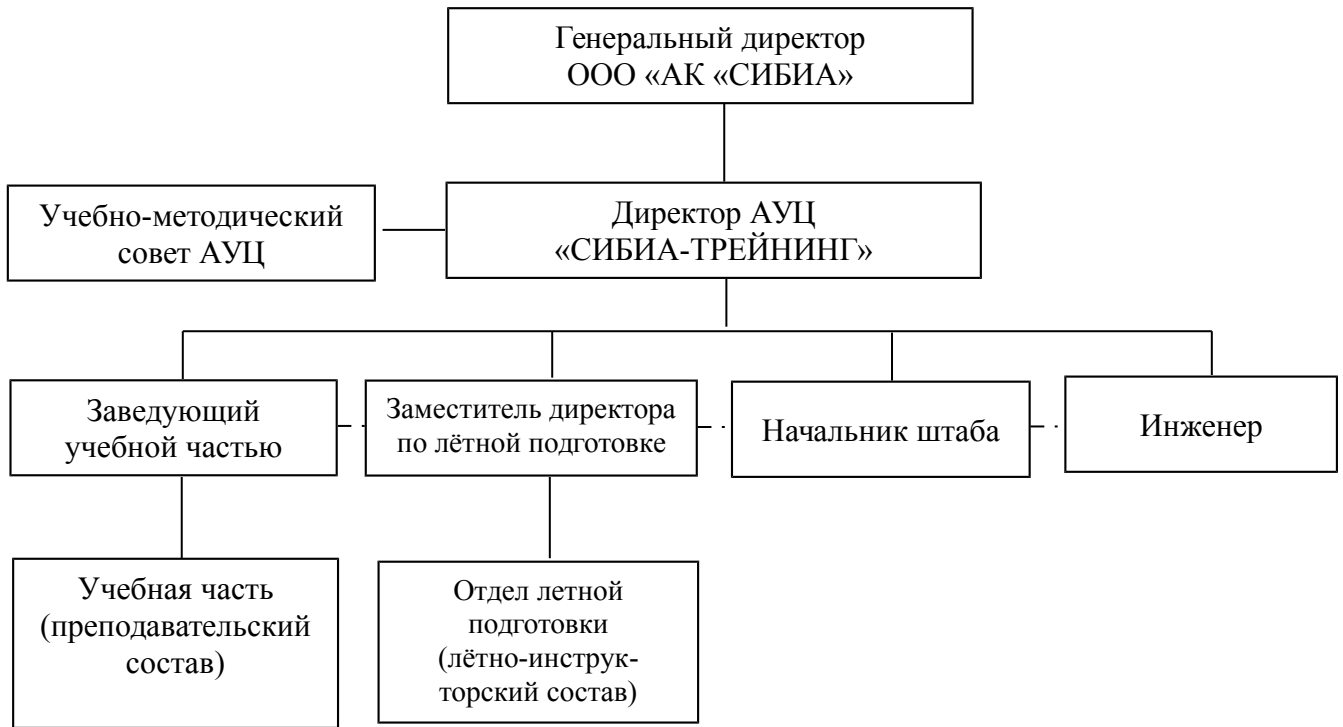 Генеральный директор
ООО «АК «СИБИА»
Учебно-методический
совет АУЦ
Директор АУЦ
«СИБИА-ТРЕЙНИНГ»
Заведующий
учебной частью
Заместитель директора
по лётной подготовке
Начальник штаба
Инженер
Учебная часть
(преподавательский
состав)
Отдел летной
подготовки
(лётно-инструк-
торский состав)